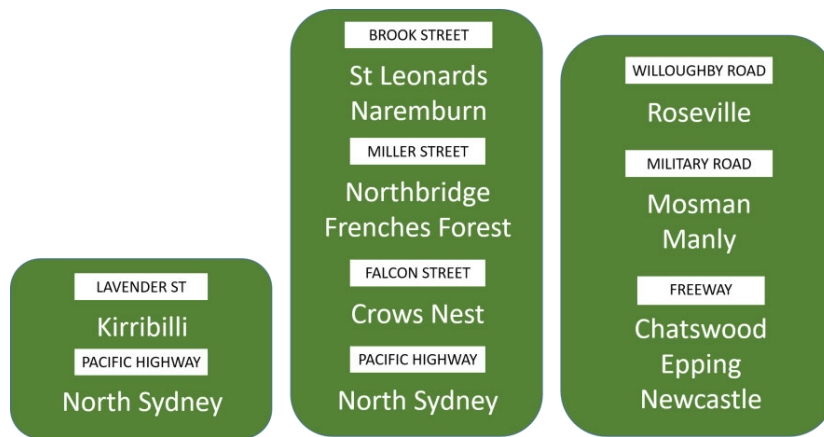 LAVENDER ST
Kirribilli
PACIFIC HIGHWAY
North Sydney
BROOK STREET
St Leonards
Naremburn
MILLER STREET
Northbridge
Frenches Forest
FALCON STREET
Crows Nest
PACIFIC HIGHWAY
North Sydney
WILLOUGHBY ROAD
Roseville
MILITARY ROAD
Mosman
Manly
FREEWAY
Chatswood
Epping
Newcastle